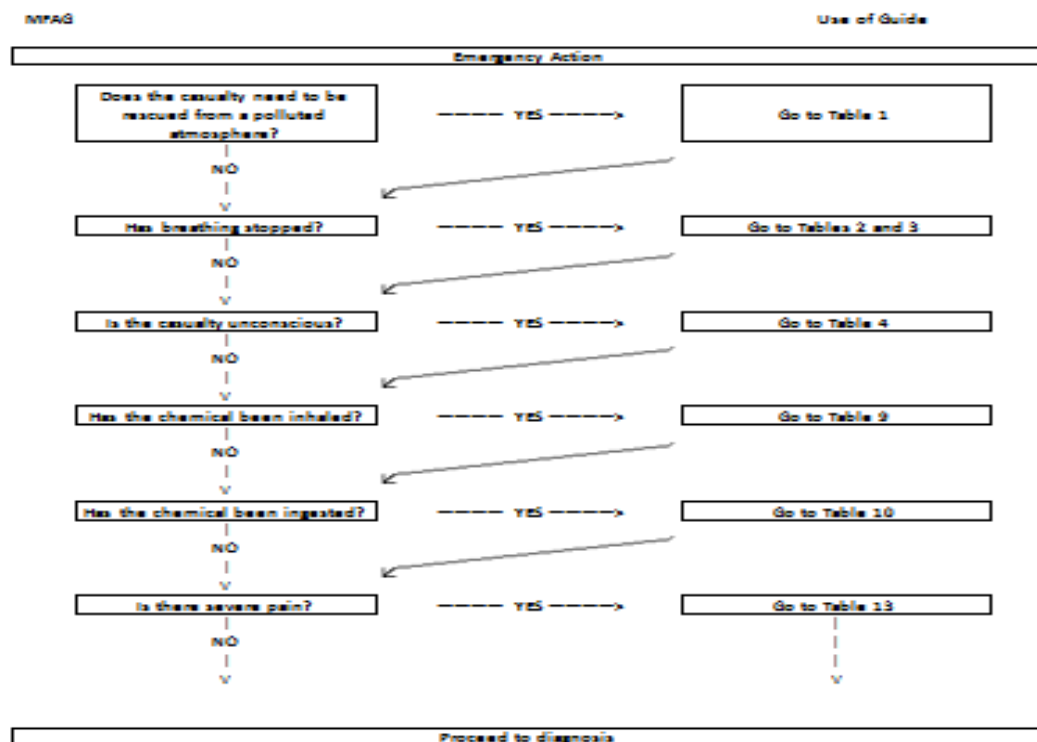 MFAG
Use of Guide
Emergency Action
Does the casualty need to be
rescued from a polluted
atmosphere?
YES
Go to Table 1
NO
Has breathing stopped?
YES
Go to Tables 2 and 3
NO
Is the casualty unconscious?
YES
Go to Table 4
NO
Has the chemical been inhaled?
YES
Go to Table 9
NO
Has the chemical been ingested?
YES
Go to Table 10
NO
Is there severe pain?
YES
Go to Table 13
NO
Proceed to diagnosis